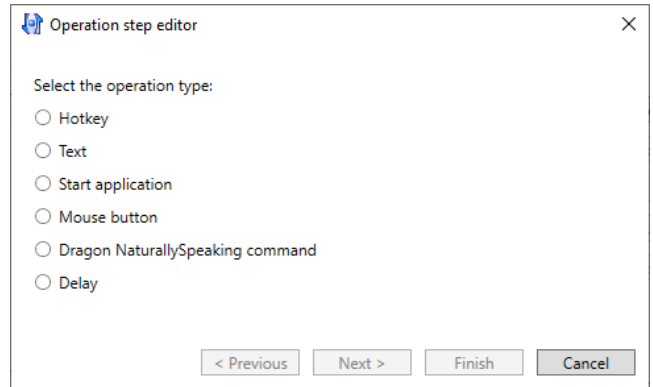 Operation step editor
Select the operation type:
Hotkey
Text
Start application
Mouse button
Dragon NaturallySpeaking command
Delay
< Previous Next > Finish Cancel